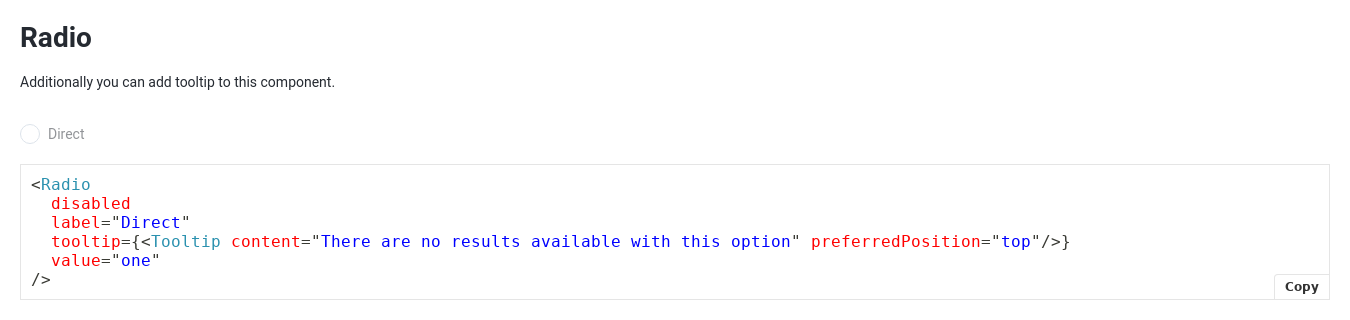 Radio
Additionally you can add tooltip to this component.
Direct
<Radio
  disabled
  label="Direct"
  tooltip={<Tooltip content="There are no results available with this option" preferredPosition="top"/>}
  value="one"
/>
Copy